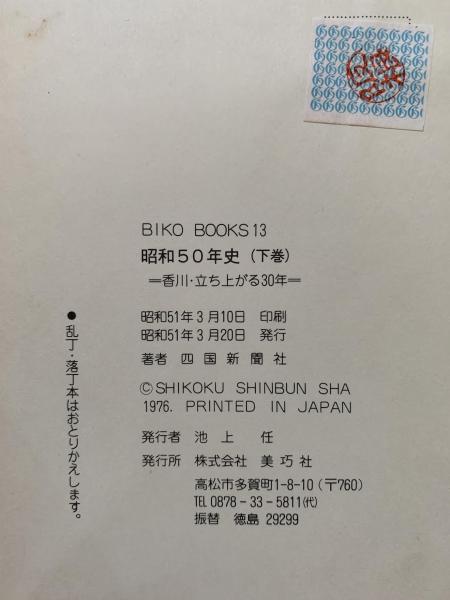 BIKO BOOKS 13
昭和50年史（下巻）
＝香川・立ち上がる30年＝
昭和51年3月10日 印刷
昭和51年3月20日 発行
著者 四国新聞社
©SHIKOKU SHINBUN SHA
1976. PRINTED IN JAPAN
発行者 池上 任
発行所 株式会社 美巧社
高松市多賀町1-8-10（〒760）
TEL 0878-33-5811(代)
振替 徳島 29299
●乱丁・落丁本はおとりかえします。